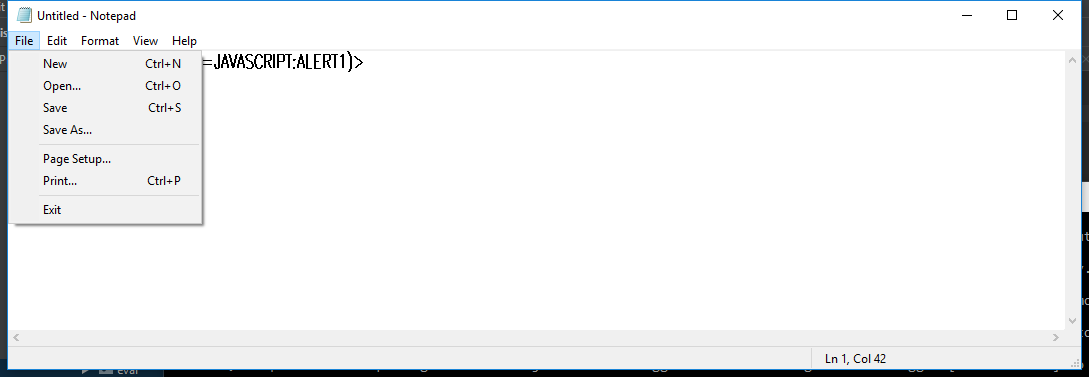 Untitled - Notepad
File Edit Format View Help
=JAVASCRIPT:ALERT1)>
New Ctrl+N
Open... Ctrl+O
Save Ctrl+S
Save As...
Page Setup...
Print... Ctrl+P
Exit
Ln 1, Col 42
eval